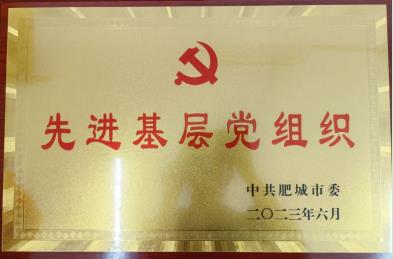 先进基层党组织
中共肥城市委
二〇二三年六月